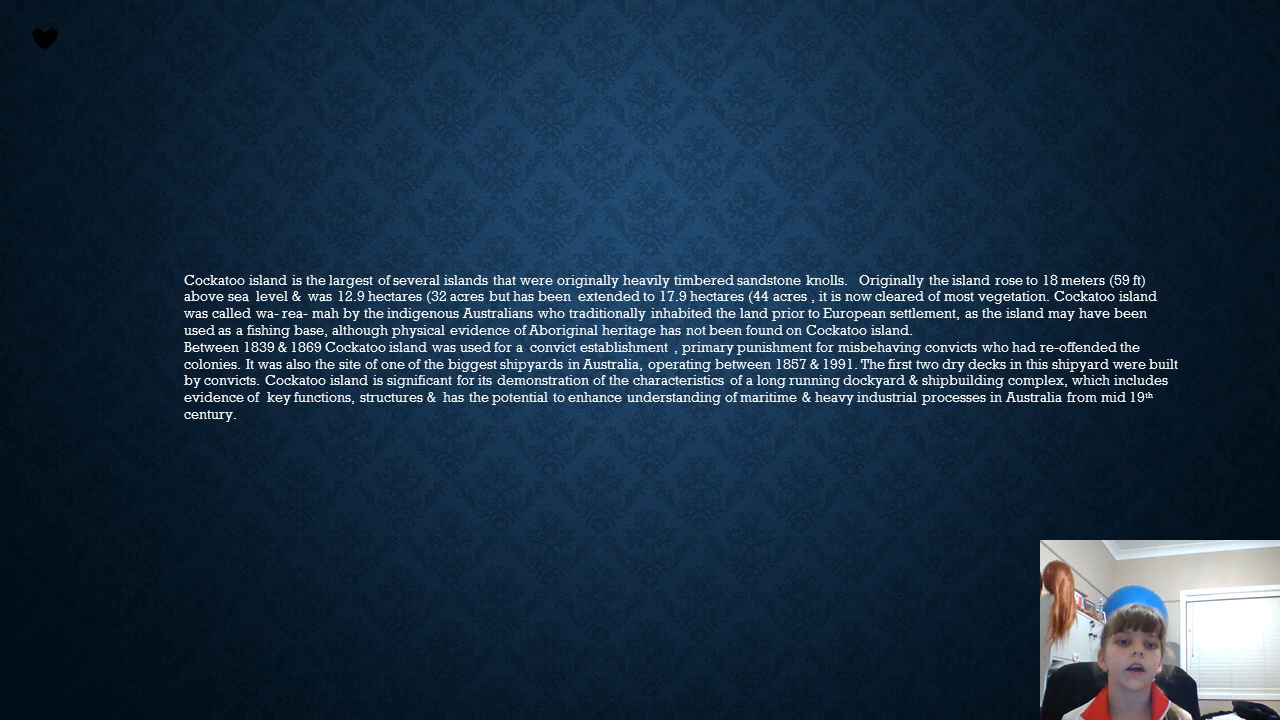 Cockatoo island is the largest of several islands that were originally heavily timbered sandstone knolls. Originally the island rose to 18 meters (59 ft)
above sea level & was 12.9 hectares (32 acres but has been extended to 17.9 hectares (44 acres , it is now cleared of most vegetation. Cockatoo island
was called wa- rea- mah by the indigenous Australians who traditionally inhabited the land prior to European settlement, as the island may have been
used as a fishing base, although physical evidence of Aboriginal heritage has not been found on Cockatoo island.
Between 1839 & 1869 Cockatoo island was used for a convict establishment , primary punishment for misbehaving convicts who had re-offended the
colonies. It was also the site of one of the biggest shipyards in Australia, operating between 1857 & 1991. The first two dry decks in this shipyard were built
by convicts. Cockatoo island is significant for its demonstration of the characteristics of a long running dockyard & shipbuilding complex, which includes
evidence of key functions, structures & has the potential to enhance understanding of maritime & heavy industrial processes in Australia from mid 19th
century.